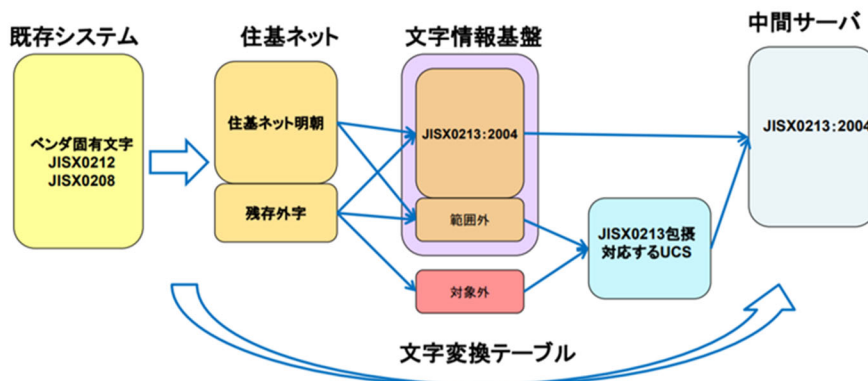 既存システム
住基ネット
文字情報基盤
中間サーバ
ベンダ固有文字
JISX0212
JISX0208
住基ネット明朝
残存外字
JISX0213:2004
範囲外
対象外
JISX0213包摂
対応するUCS
JISX0213:2004
文字変換テーブル